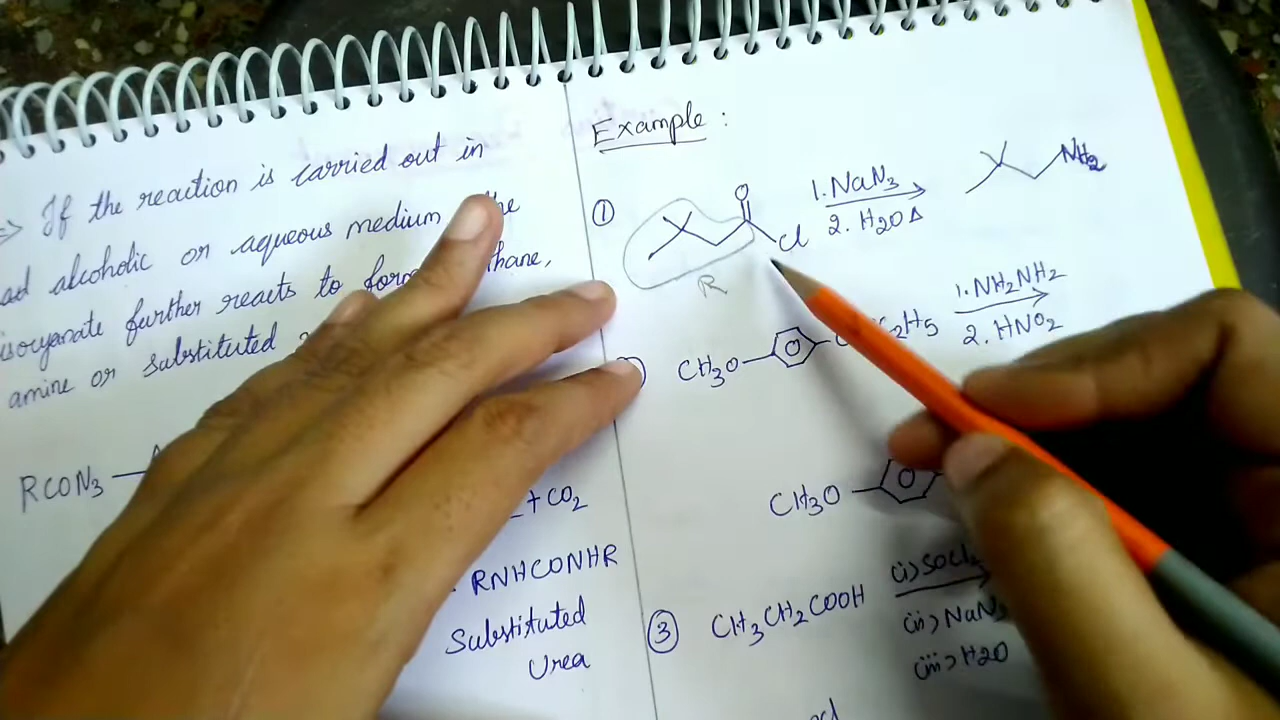 => If the reaction is carried out in
alcoholic or aqueous medium
isocyanate further reacts to form
amine or substituted
RCON3
+ CO2
RNHCONHR
Substituted
Urea
Example :
① O Cl R 1. NaN3 2. H2O Δ NH2
CH3O 1. NH2NH2 2. HNO2
CH3O
③ CH3CH2COOH (i) SOCl2
(ii) NaN3
(iii) H2O